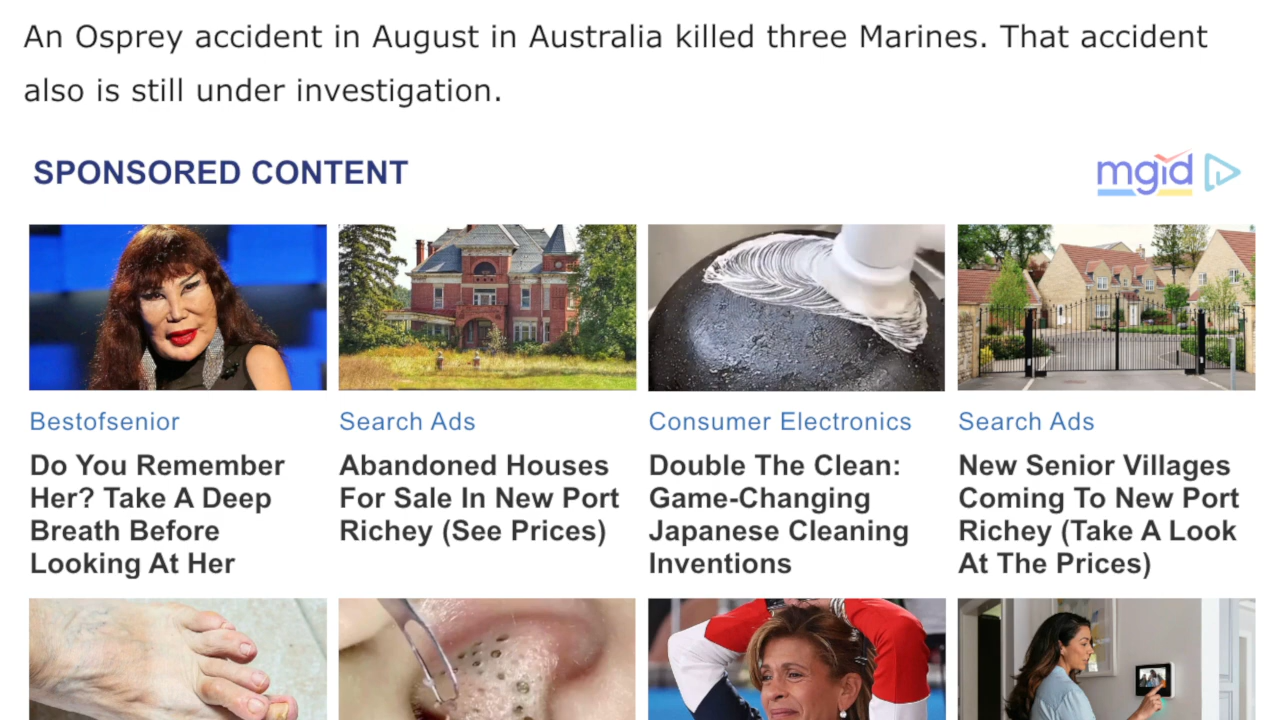 An Osprey accident in August in Australia killed three Marines. That accident
also is still under investigation.
SPONSORED CONTENT
mgid
Bestofsenior
Do You Remember
Her? Take A Deep
Breath Before
Looking At Her
Search Ads
Abandoned Houses
For Sale In New Port
Richey (See Prices)
Consumer Electronics
Double The Clean:
Game-Changing
Japanese Cleaning
Inventions
Search Ads
New Senior Villages
Coming To New Port
Richey (Take A Look
At The Prices)